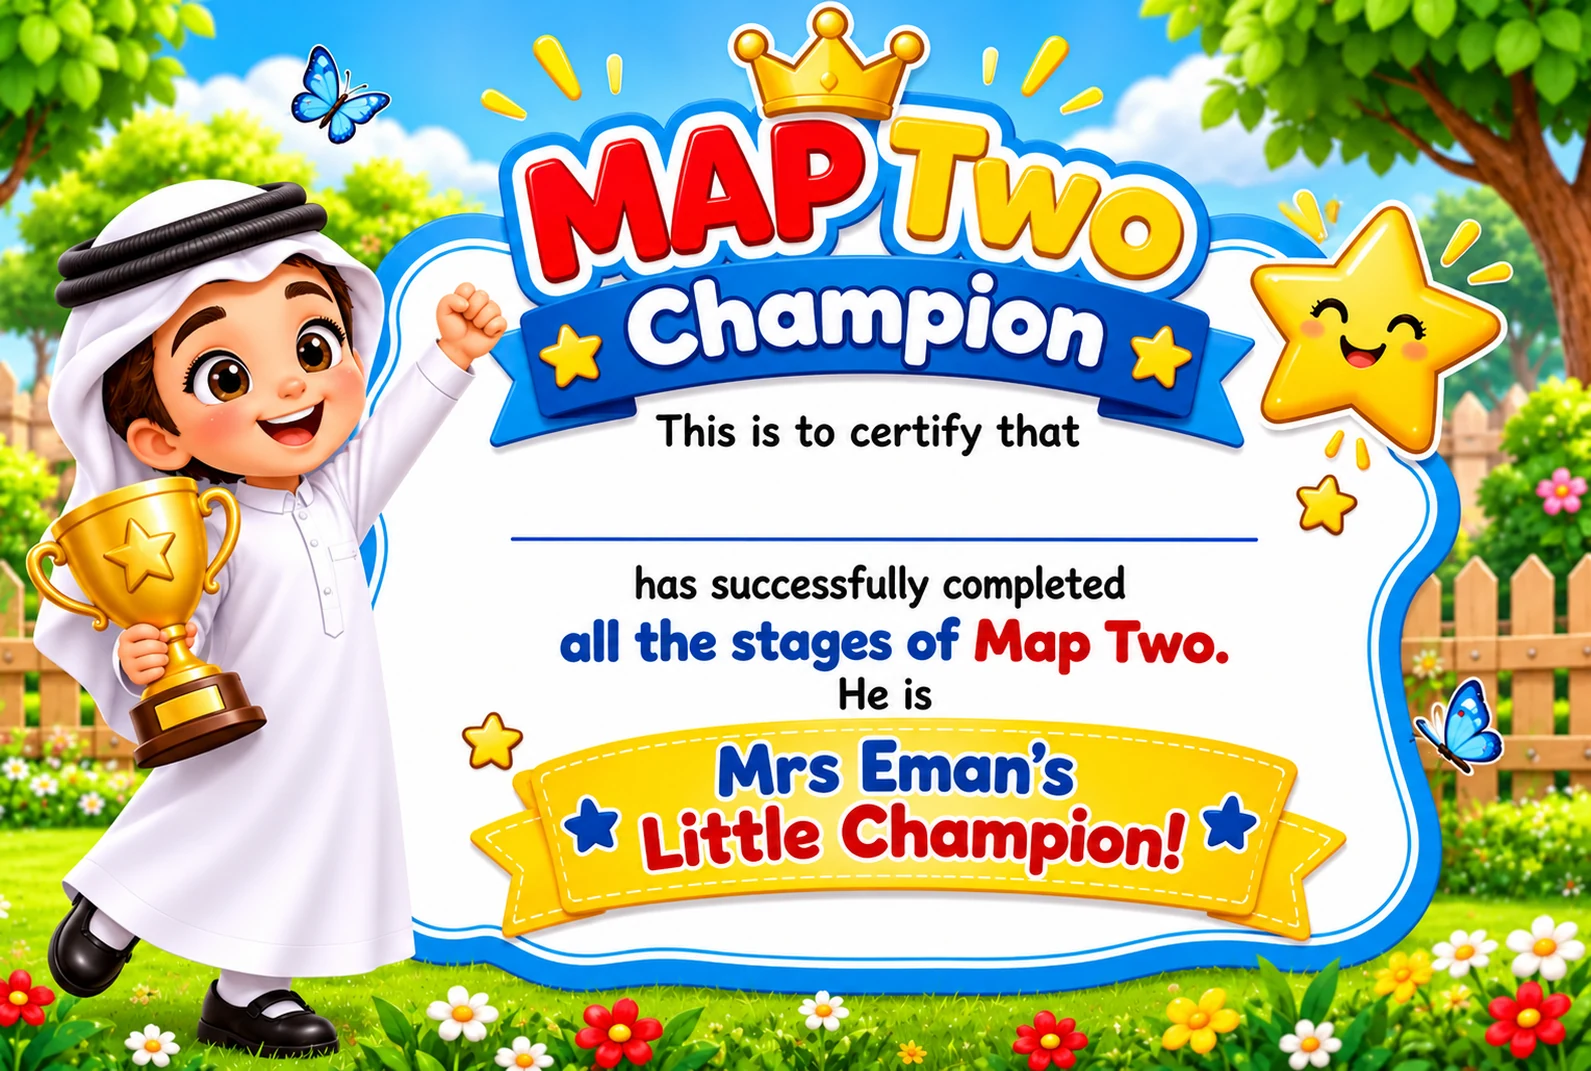 MAP TWO
Champion
This is to certify that
has successfully completed
all the stages of Map Two.
He is
Mrs Eman's
Little Champion!